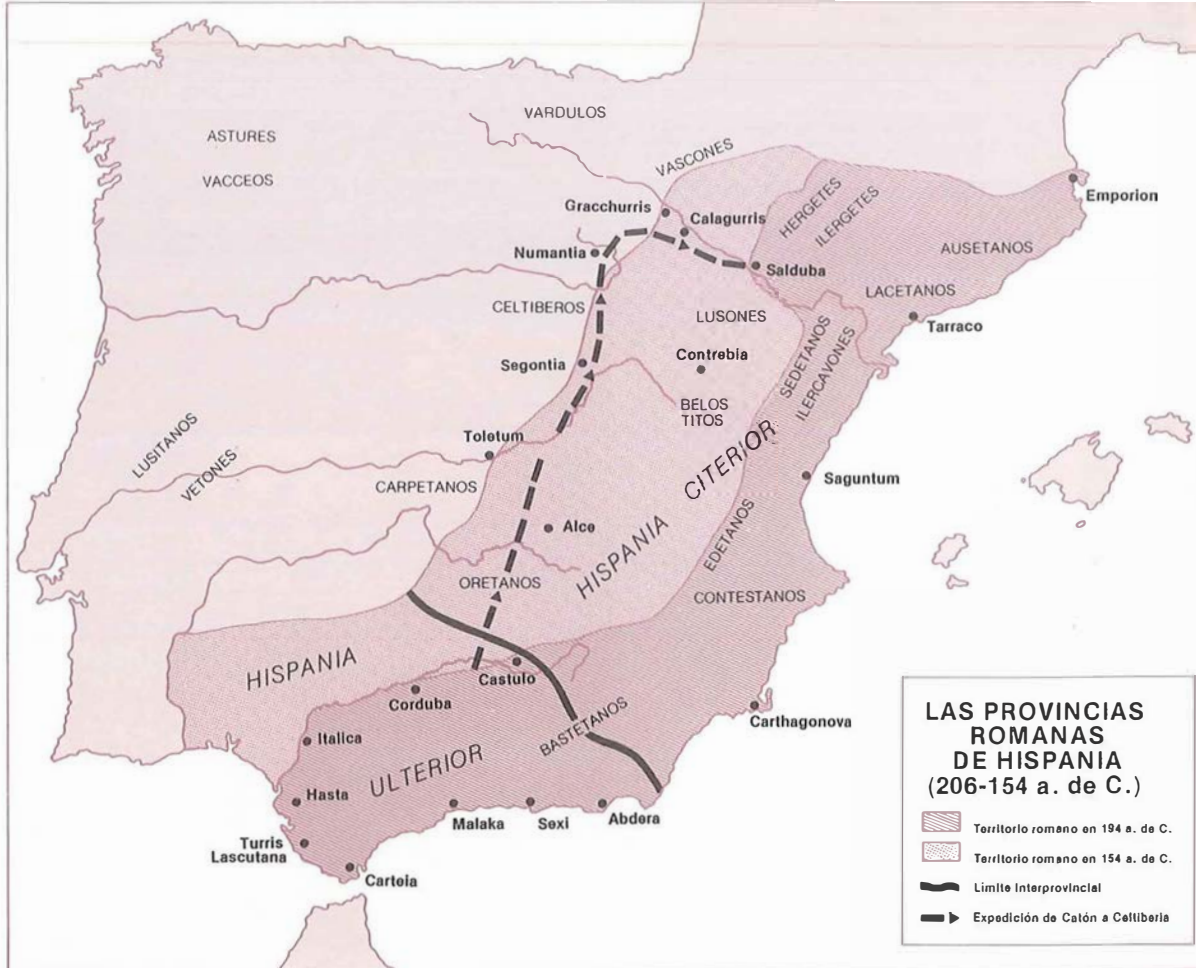 VARDULOS
ASTURES
VACCEOS
VASCONES
Emporion
Gracchurris
Calagurris
HERGETES
ILERGETES
AUSETANOS
Numantia
Salduba
LACETANOS
CELTIBEROS
LUSONES
Tarraco
Segontia
Contrebia
SEDETANOS
ILERCAVONES
BELOS
TITOS
LUSITANOS
VETONES
Toletum
CARPETANOS
CITERIOR
Saguntum
Alce
HISPANIA
EDETANOS
ORETANOS
CONTESTANOS
HISPANIA
Castulo
Corduba
Carthagonova
BASTETANOS
Italica
ULTERIOR
Hasta
Malaka
Sexi
Abdera
Turris
Lascutana
Carteia
LAS PROVINCIAS
ROMANAS
DE HISPANIA
(206-154 a. de C.)
Territorio romano en 194 a. de C.
Territorio romano en 154 a. de C.
Limite Interprovincial
Expedición de Catón a Celtiberia